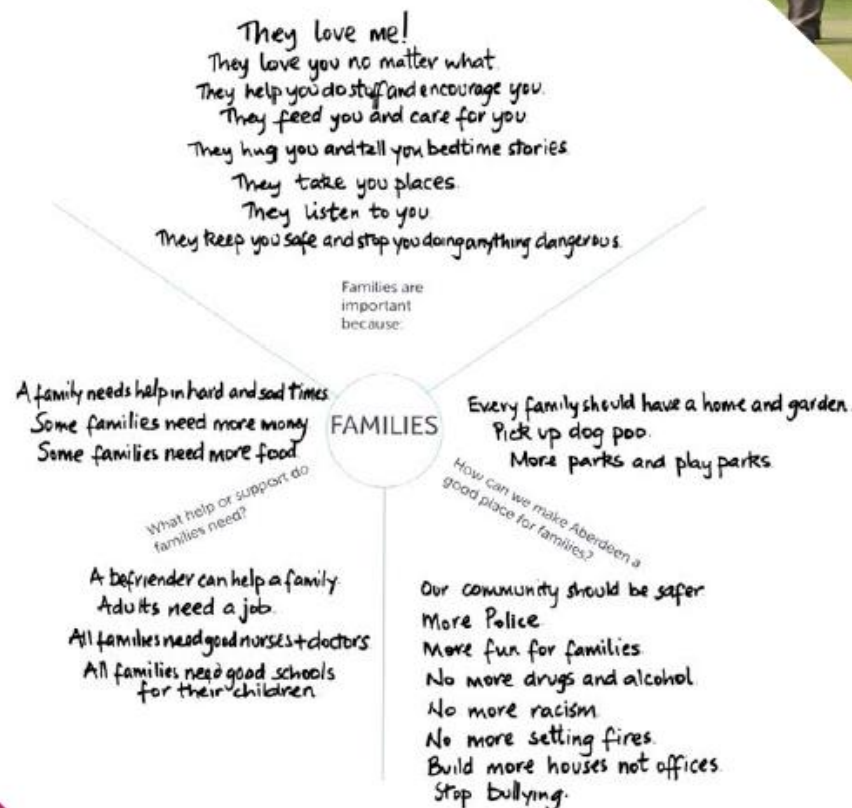 They love me!
They love you no matter what.
They help you do stuff and encourage you.
They feed you and care for you
They hug you and tell you bedtime stories.
They take you places.
They listen to you.
They keep you safe and stop you doing anything dangerous.
Families are
important
because:
FAMILIES
A family needs help in hard and sad times
Some families need more money
Some families need more food
What help or support do
families need?
A befriender can help a family.
Adults need a job.
All families need good nurses + doctors
All families need good schools
for their children
Every family should have a home and garden.
Pick up dog poo.
More parks and play parks.
How can we make Aberdeen a
good place for families?
Our community should be safer
More Police
More fun for families
No more drugs and alcohol.
No more racism
No more setting fires.
Build more houses not offices.
Stop bullying.